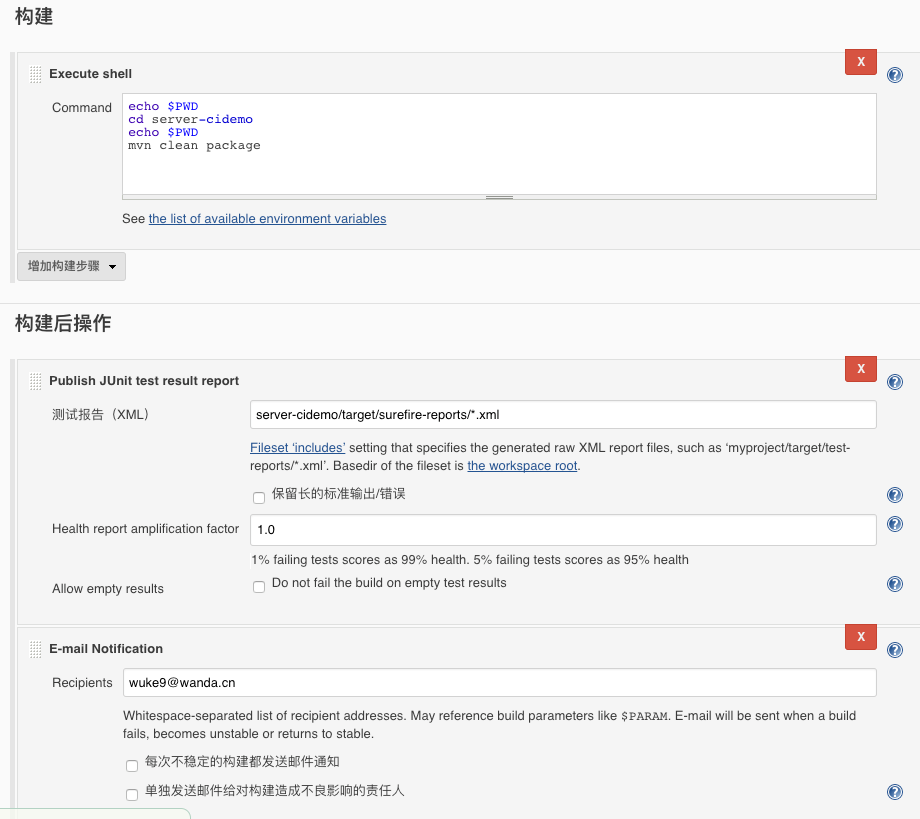 构建
Execute shell
X
Command
echo $PWD
cd server-cidemo
echo $PWD
mvn clean package
See the list of available environment variables
增加构建步骤
构建后操作
Publish JUnit test result report
X
测试报告（XML）
server-cidemo/target/surefire-reports/*.xml
Fileset ‘includes’ setting that specifies the generated raw XML report files, such as ‘myproject/target/test-
reports/*.xml’. Basedir of the fileset is the workspace root.
保留长的标准输出/错误
Health report amplification factor
1.0
1% failing tests scores as 99% health. 5% failing tests scores as 95% health
Allow empty results
Do not fail the build on empty test results
E-mail Notification
X
Recipients
wuke9@wanda.cn
Whitespace-separated list of recipient addresses. May reference build parameters like $PARAM. E-mail will be sent when a build
fails, becomes unstable or returns to stable.
每次不稳定的构建都发送邮件通知
单独发送邮件给对构建造成不良影响的责任人